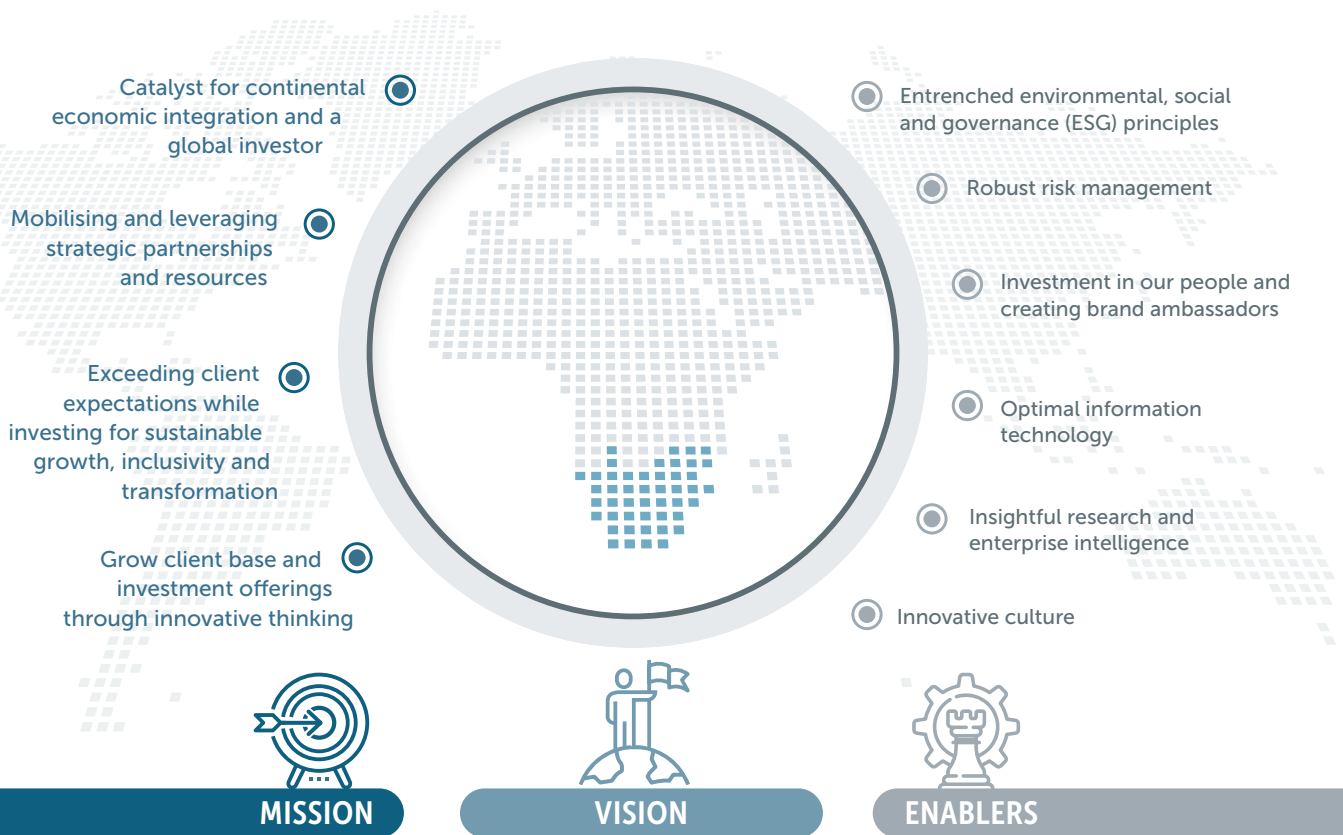 Catalyst for continental
economic integration and a
global investor
Mobilising and leveraging
strategic partnerships
and resources
Exceeding client
expectations while
investing for sustainable
growth, inclusivity and
transformation
Grow client base and
investment offerings
through innovative thinking
Entrenched environmental, social
and governance (ESG) principles
Robust risk management
Investment in our people and
creating brand ambassadors
Optimal information
technology
Insightful research and
enterprise intelligence
Innovative culture
MISSION
VISION
ENABLERS